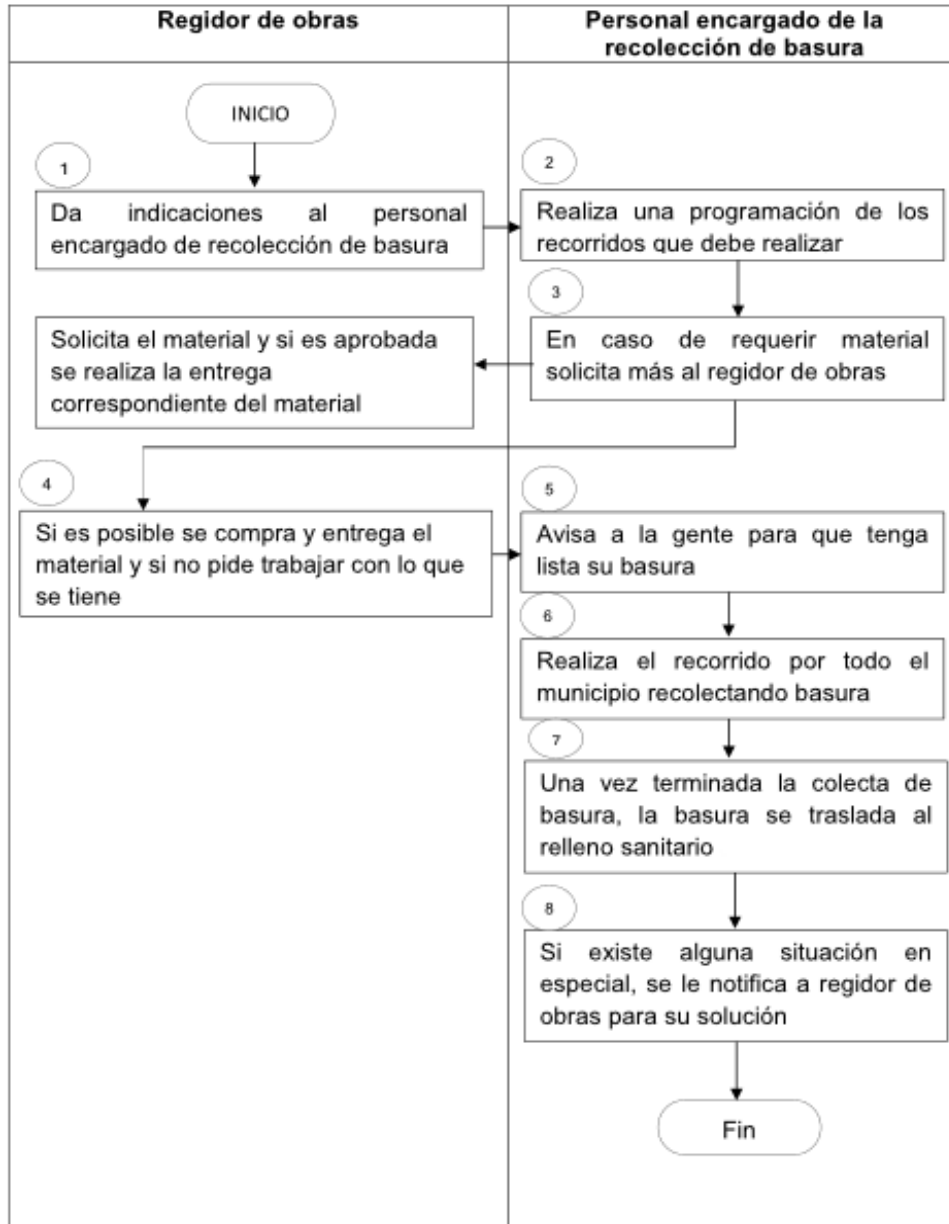 Regidor de obras
Personal encargado de la
recolección de basura
INICIO
1
Da indicaciones al personal
encargado de recolección de basura
2
Realiza una programación de los
recorridos que debe realizar
3
En caso de requerir material
solicita más al regidor de obras
Solicita el material y si es aprobada
se realiza la entrega
correspondiente del material
4
Si es posible se compra y entrega el
material y si no pide trabajar con lo que
se tiene
5
Avisa a la gente para que tenga
lista su basura
6
Realiza el recorrido por todo el
municipio recolectando basura
7
Una vez terminada la colecta de
basura, la basura se traslada al
relleno sanitario
8
Si existe alguna situación en
especial, se le notifica a regidor de
obras para su solución
Fin